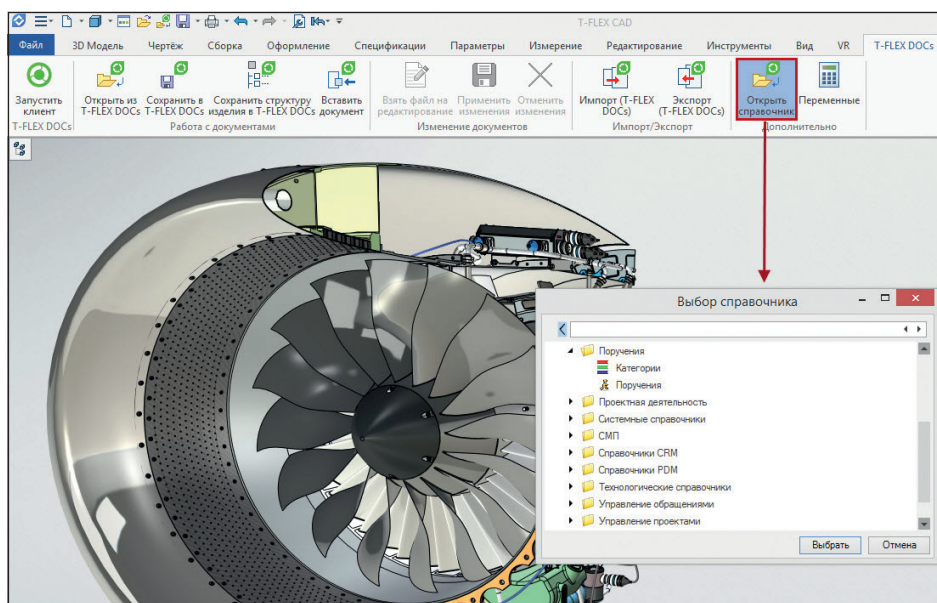 T-FLEX CAD
Файл 3D Модель Чертёж Сборка Оформление Спецификации Параметры Измерение Редактирование Инструменты Вид VR T-FLEX DOCs
Запустить Открыть из Сохранить в Сохранить структуру Вставить Взять файл на Применить Отменить Импорт (T-FLEX Экспорт Открыть Переменные
клиент T-FLEX DOCs T-FLEX DOCs изделия в T-FLEX DOCs документ редактирование изменения изменения DOCs) (T-FLEX DOCs) справочник
T-FLEX DOCs Работа с документами Изменение документов Импорт/Экспорт Дополнительно
Выбор справочника
Поручения
Категории
Поручения
Проектная деятельность
Системные справочники
СМП
Справочники CRM
Справочники PDM
Технологические справочники
Управление обращениями
Управление проектами
Выбрать Отмена